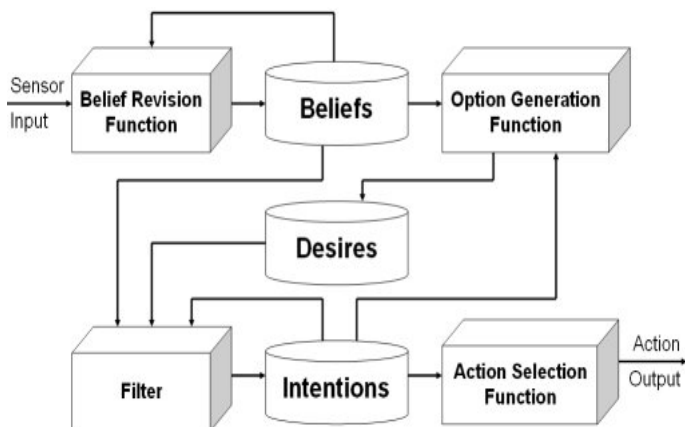 Sensor
Input
Belief Revision
Function
Beliefs
Option Generation
Function
Desires
Filter
Intentions
Action Selection
Function
Action
Output